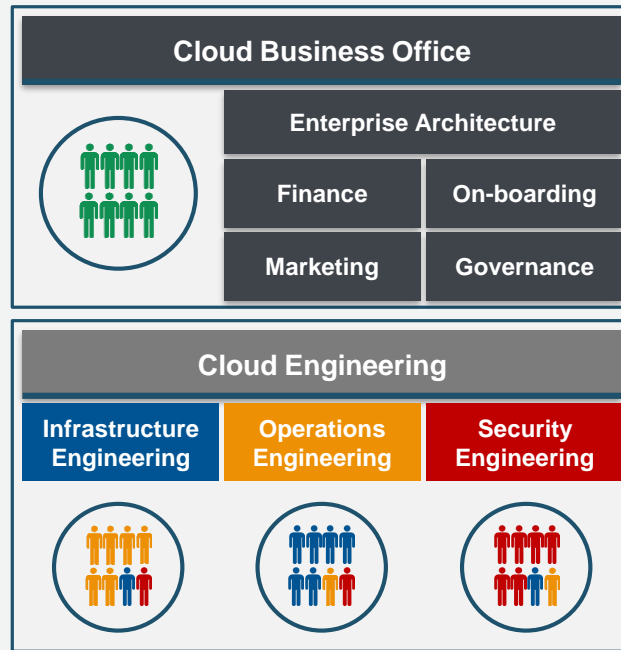 Cloud Business Office
Enterprise Architecture
Finance
On-boarding
Marketing
Governance
Cloud Engineering
Infrastructure
Engineering
Operations
Engineering
Security
Engineering